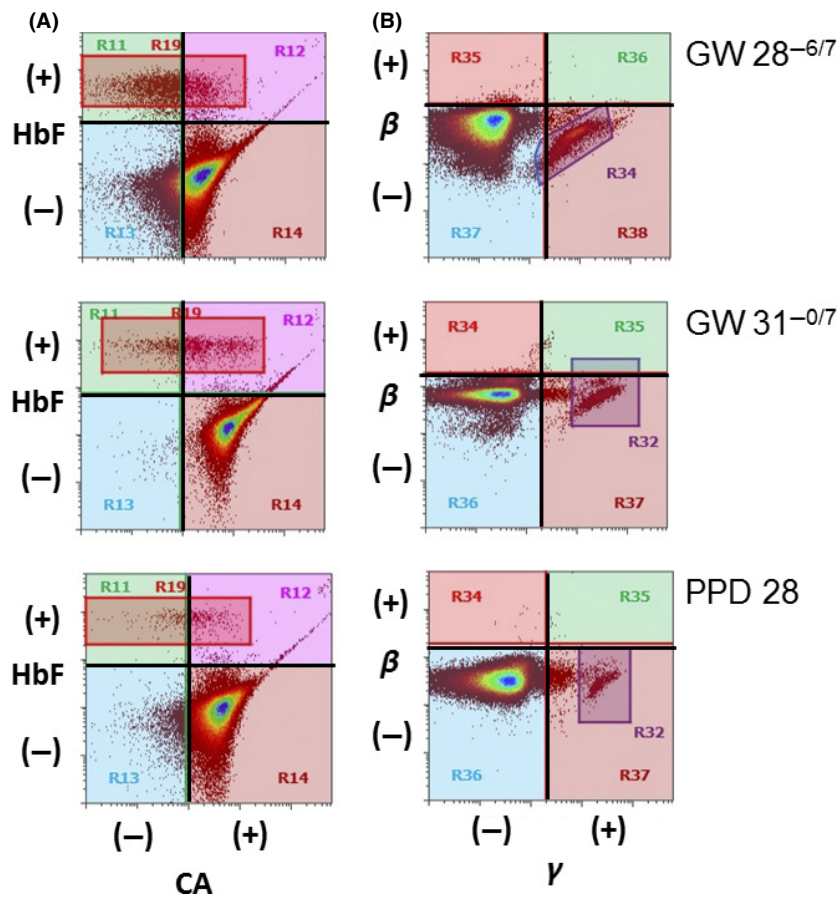 (A)
(B)
R11 R19 R12
R35 R36
GW 28–6/7
(+)
(+)
HbF
β
(–)
(–)
R34
R13 R14
R37 R38
R11 R19 R12
R34 R35
GW 31–0/7
(+)
(+)
HbF
β
(–)
(–)
R32
R13 R14
R36 R37
R11 R19 R12
R34 R35
PPD 28
(+)
(+)
HbF
β
(–)
(–)
R32
R13 R14
R36 R37
(–) (+)
(–) (+)
CA
γ